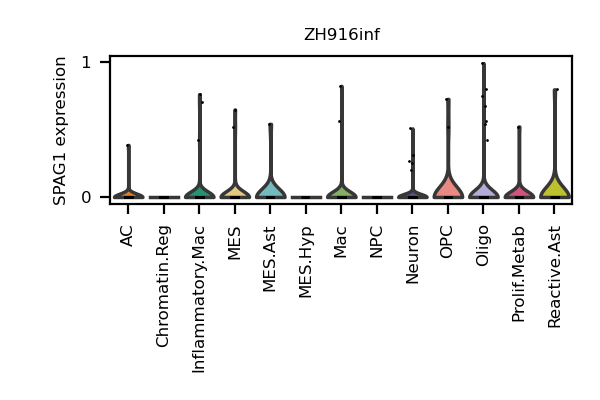 ZH916inf
SPAG1 expression
1
0
AC
Chromatin.Reg
Inflammatory.Mac
MES
MES.Ast
MES.Hyp
Mac
NPC
Neuron
OPC
Oligo
Prolif.Metab
Reactive.Ast